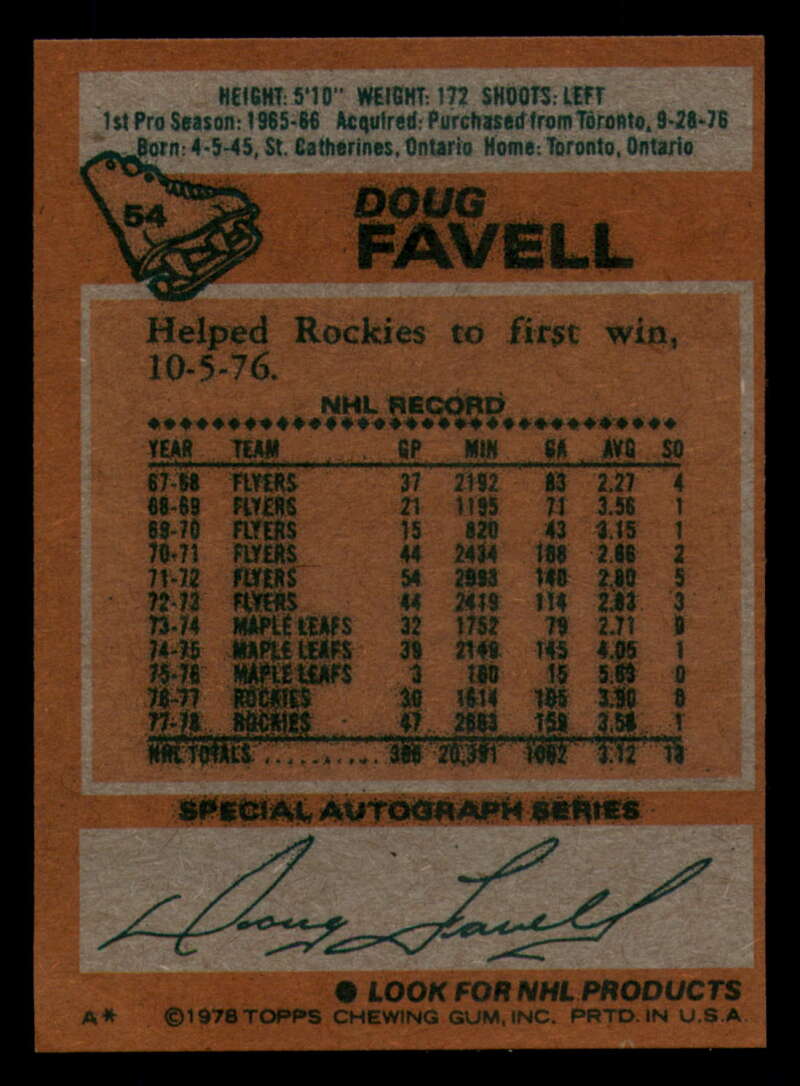 HEIGHT: 5'10" WEIGHT: 172 SHOOTS: LEFT
1st Pro Season: 1965-66 Acquired: Purchased from Toronto, 9-28-76
Born: 4-5-45, St. Catherines, Ontario Home: Toronto, Ontario
54
DOUG
FAVELL
Helped Rockies to first win,
10-5-76.
NHL RECORD
YEAR TEAM GP MIN GA AVG SO
67-68 FLYERS 37 2192 83 2.27 4
68-69 FLYERS 21 1195 71 3.56 1
69-70 FLYERS 15 820 43 3.15 1
70-71 FLYERS 44 2434 108 2.66 2
71-72 FLYERS 54 2993 140 2.80 5
72-73 FLYERS 44 2419 114 2.83 3
73-74 MAPLE LEAFS 32 1752 79 2.71 0
74-75 MAPLE LEAFS 39 2149 145 4.05 1
75-76 MAPLE LEAFS 3 160 15 5.63 0
76-77 ROCKIES 30 1614 105 3.90 0
77-78 ROCKIES 47 2663 159 3.58 1
NHL TOTALS ........... 366 20,391 1062 3.12 18
SPECIAL AUTOGRAPH SERIES
Doug Favell
● LOOK FOR NHL PRODUCTS
A* ©1978 TOPPS CHEWING GUM, INC. PRTD. IN U.S.A.